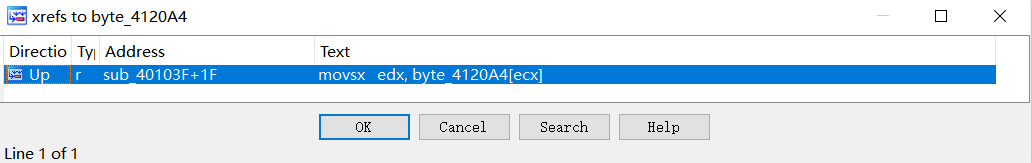 xrefs to byte_4120A4
Directio Typ Address Text
Up r sub_40103F+1F movsx edx, byte_4120A4[ecx]
OK Cancel Search Help
Line 1 of 1